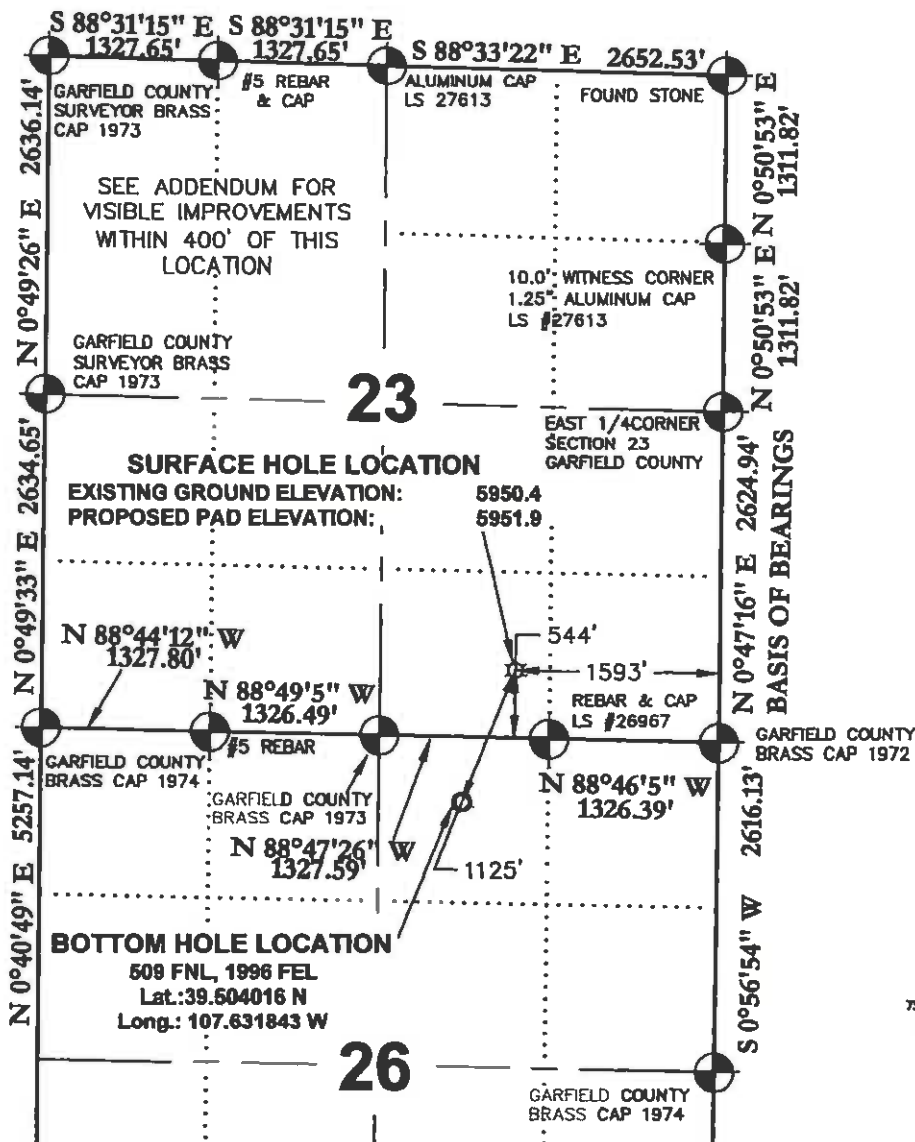 S 88°31'15" E
1327.65'
S 88°31'15" E
1327.65'
S 88°33'22" E 2652.53'
GARFIELD COUNTY
SURVEYOR BRASS
CAP 1973
#5 REBAR
& CAP
ALUMINUM CAP
LS 27613
FOUND STONE
N 0°49'26" E 2636.14'
N 0°50'53" E
1311.82'
SEE ADDENDUM FOR
VISIBLE IMPROVEMENTS
WITHIN 400' OF THIS
LOCATION
10.0' WITNESS CORNER
1.25" ALUMINUM CAP
LS #27613
N 0°50'53" E
1311.82'
GARFIELD COUNTY
SURVEYOR BRASS
CAP 1973
23
EAST 1/4CORNER
SECTION 23
GARFIELD COUNTY
SURFACE HOLE LOCATION
EXISTING GROUND ELEVATION: 5950.4
PROPOSED PAD ELEVATION: 5951.9
N 0°49'33" E 2634.65'
N 0°47'16" E 2624.94'
BASIS OF BEARINGS
N 88°44'12" W
1327.80'
544'
1593'
N 88°49'5" W
1326.49'
REBAR & CAP
LS #26967
GARFIELD COUNTY
BRASS CAP 1974
#5 REBAR
GARFIELD COUNTY
BRASS CAP 1972
GARFIELD COUNTY
BRASS CAP 1973
N 88°46'5" W
1326.39'
N 88°47'26" W
1327.59'
1125'
N 0°40'49" E 5257.14'
S 0°56'54" W 2616.13'
BOTTOM HOLE LOCATION
509 FNL, 1996 FEL
Lat.:39.504016 N
Long.: 107.631843 W
26
GARFIELD COUNTY
BRASS CAP 1974